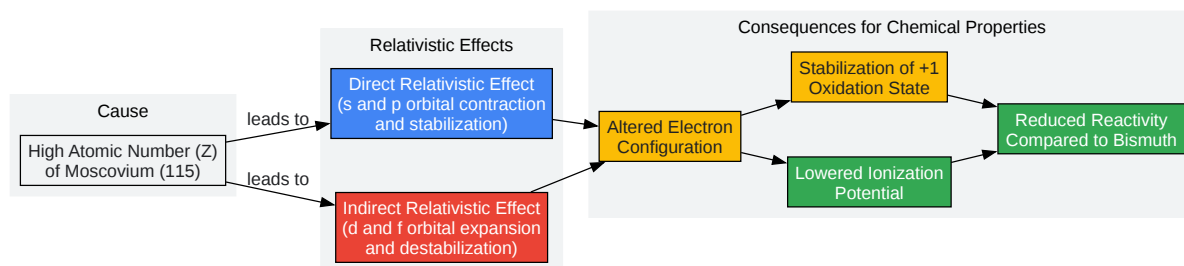 Cause
High Atomic Number (Z)
of Moscovium (115)
leads to
leads to
Relativistic Effects
Direct Relativistic Effect
(s and p orbital contraction
and stabilization)
Indirect Relativistic Effect
(d and f orbital expansion
and destabilization)
Consequences for Chemical Properties
Altered Electron
Configuration
Stabilization of +1
Oxidation State
Lowered Ionization
Potential
Reduced Reactivity
Compared to Bismuth